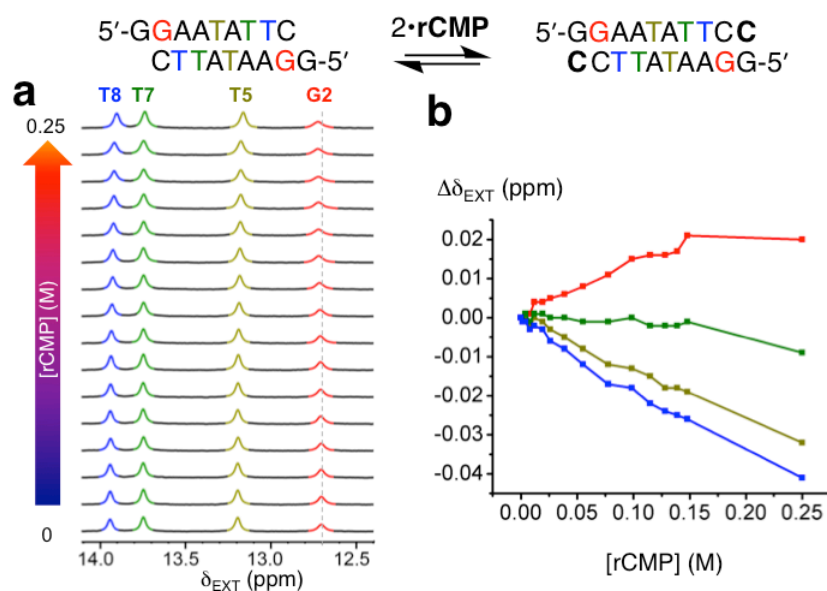 5′-GGAATATTC
CCTTATAAGG-5′
2·rCMP
5′-GGAATATTCC
CCTTATAAGG-5′
a
T8 T7 T5 G2
0.25
[rCMP] (M)
0
14.0 13.5 13.0 12.5
δEXT (ppm)
b
ΔδEXT (ppm)
0.02
0.01
0.00
-0.01
-0.02
-0.03
-0.04
0.00 0.05 0.10 0.15 0.20 0.25
[rCMP] (M)